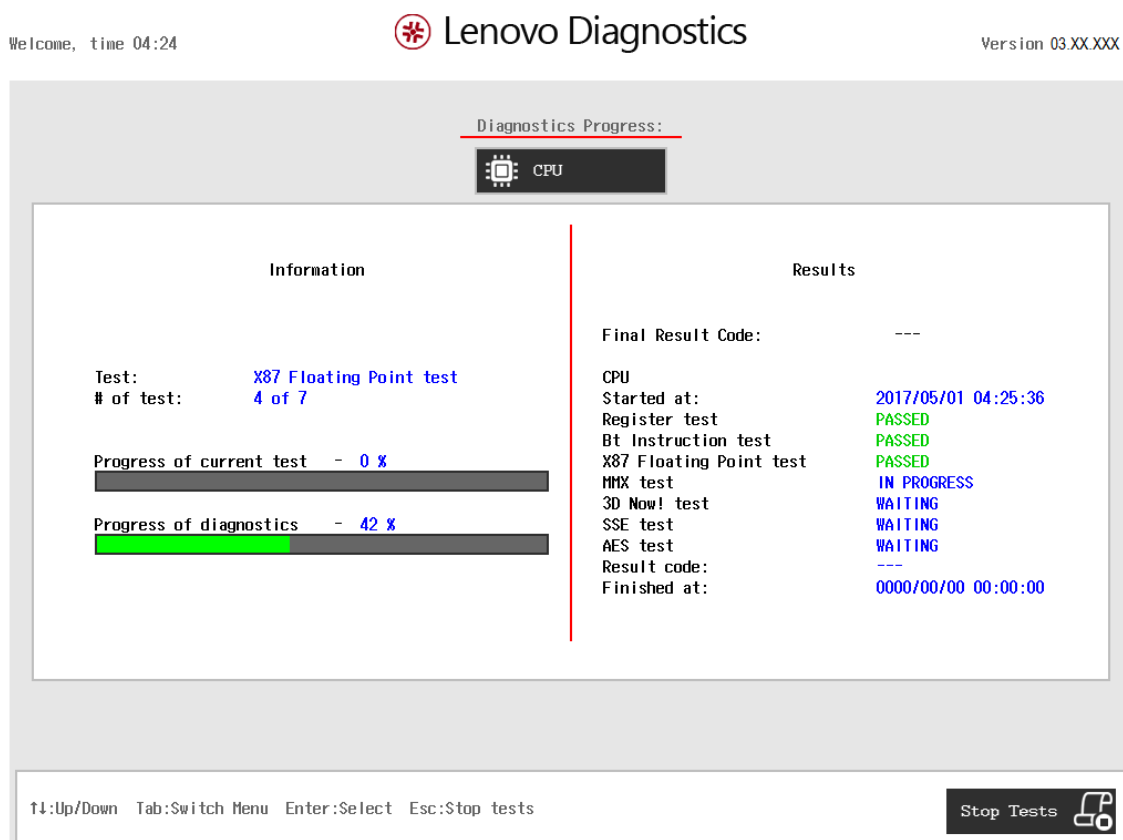 Welcome, time 04:24
Lenovo Diagnostics
Version 03.XX.XXX
Diagnostics Progress:
CPU
Information
Test: X87 Floating Point test
# of test: 4 of 7
Progress of current test - 0 %
Progress of diagnostics - 42 %
Results
Final Result Code: ---
CPU
Started at: 2017/05/01 04:25:36
Register test PASSED
Bt Instruction test PASSED
X87 Floating Point test PASSED
MMX test IN PROGRESS
3D Now! test WAITING
SSE test WAITING
AES test WAITING
Result code: ---
Finished at: 0000/00/00 00:00:00
↑↓:Up/Down Tab:Switch Menu Enter:Select Esc:Stop tests
Stop Tests